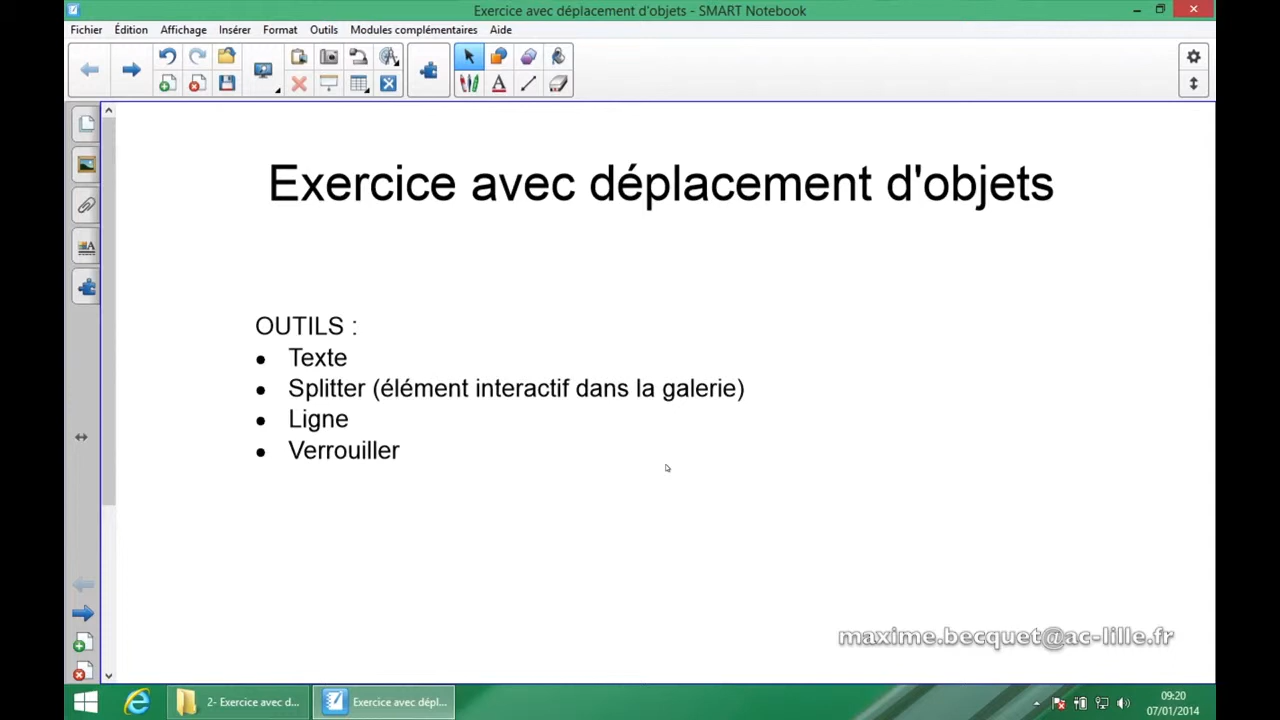 Exercice avec déplacement d'objets - SMART Notebook
Fichier Édition Affichage Insérer Format Outils Modules complémentaires Aide
Exercice avec déplacement d'objets
OUTILS :
• Texte
• Splitter (élément interactif dans la galerie)
• Ligne
• Verrouiller
maxime.becquet@ac-lille.fr
2- Exercice avec d... Exercice avec dépl...
09:20
07/01/2014